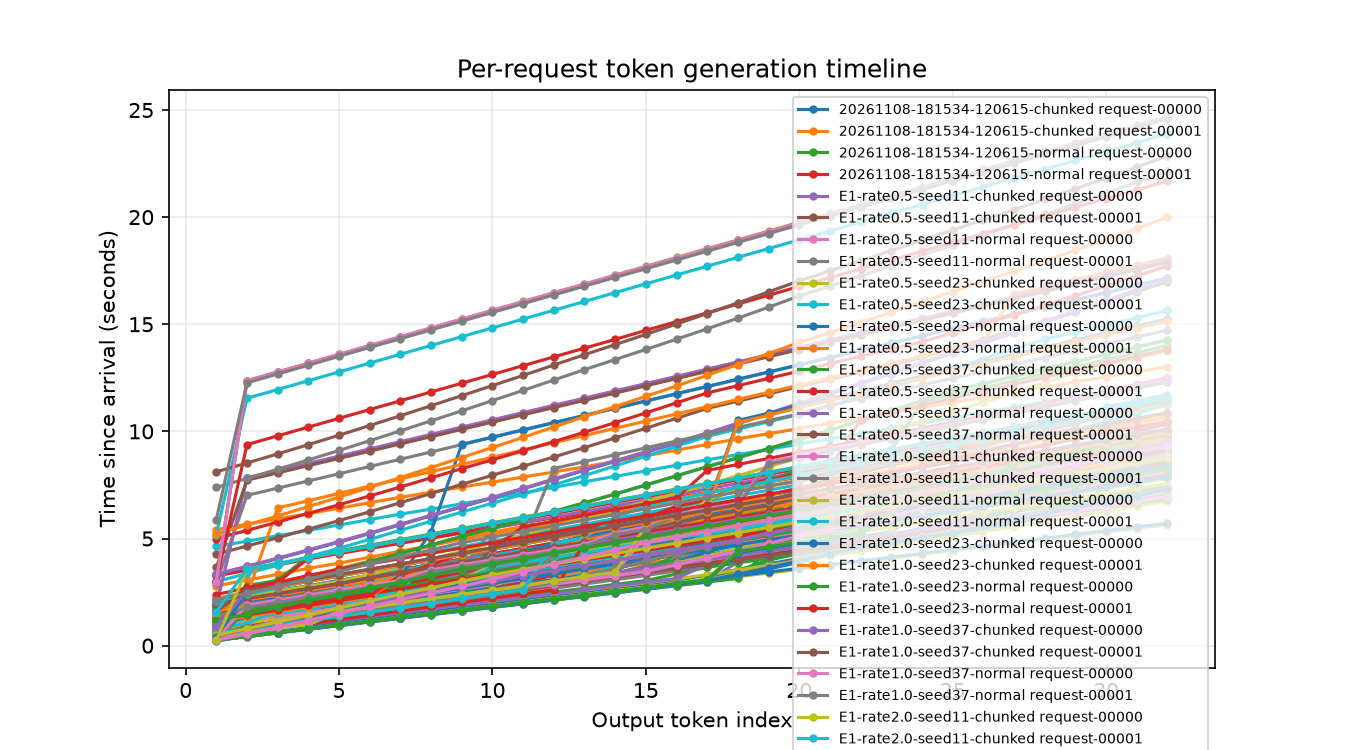 Per-request token generation timeline
Time since arrival (seconds)
25
20
15
10
5
0
0
5
10
15
20
25
30
Output token index
20261108-181534-120615-chunked request-00000
20261108-181534-120615-chunked request-00001
20261108-181534-120615-normal request-00000
20261108-181534-120615-normal request-00001
E1-rate0.5-seed11-chunked request-00000
E1-rate0.5-seed11-chunked request-00001
E1-rate0.5-seed11-normal request-00000
E1-rate0.5-seed11-normal request-00001
E1-rate0.5-seed23-chunked request-00000
E1-rate0.5-seed23-chunked request-00001
E1-rate0.5-seed23-normal request-00000
E1-rate0.5-seed23-normal request-00001
E1-rate0.5-seed37-chunked request-00000
E1-rate0.5-seed37-chunked request-00001
E1-rate0.5-seed37-normal request-00000
E1-rate0.5-seed37-normal request-00001
E1-rate1.0-seed11-chunked request-00000
E1-rate1.0-seed11-chunked request-00001
E1-rate1.0-seed11-normal request-00000
E1-rate1.0-seed11-normal request-00001
E1-rate1.0-seed23-chunked request-00000
E1-rate1.0-seed23-chunked request-00001
E1-rate1.0-seed23-normal request-00000
E1-rate1.0-seed23-normal request-00001
E1-rate1.0-seed37-chunked request-00000
E1-rate1.0-seed37-chunked request-00001
E1-rate1.0-seed37-normal request-00000
E1-rate1.0-seed37-normal request-00001
E1-rate2.0-seed11-chunked request-00000
E1-rate2.0-seed11-chunked request-00001